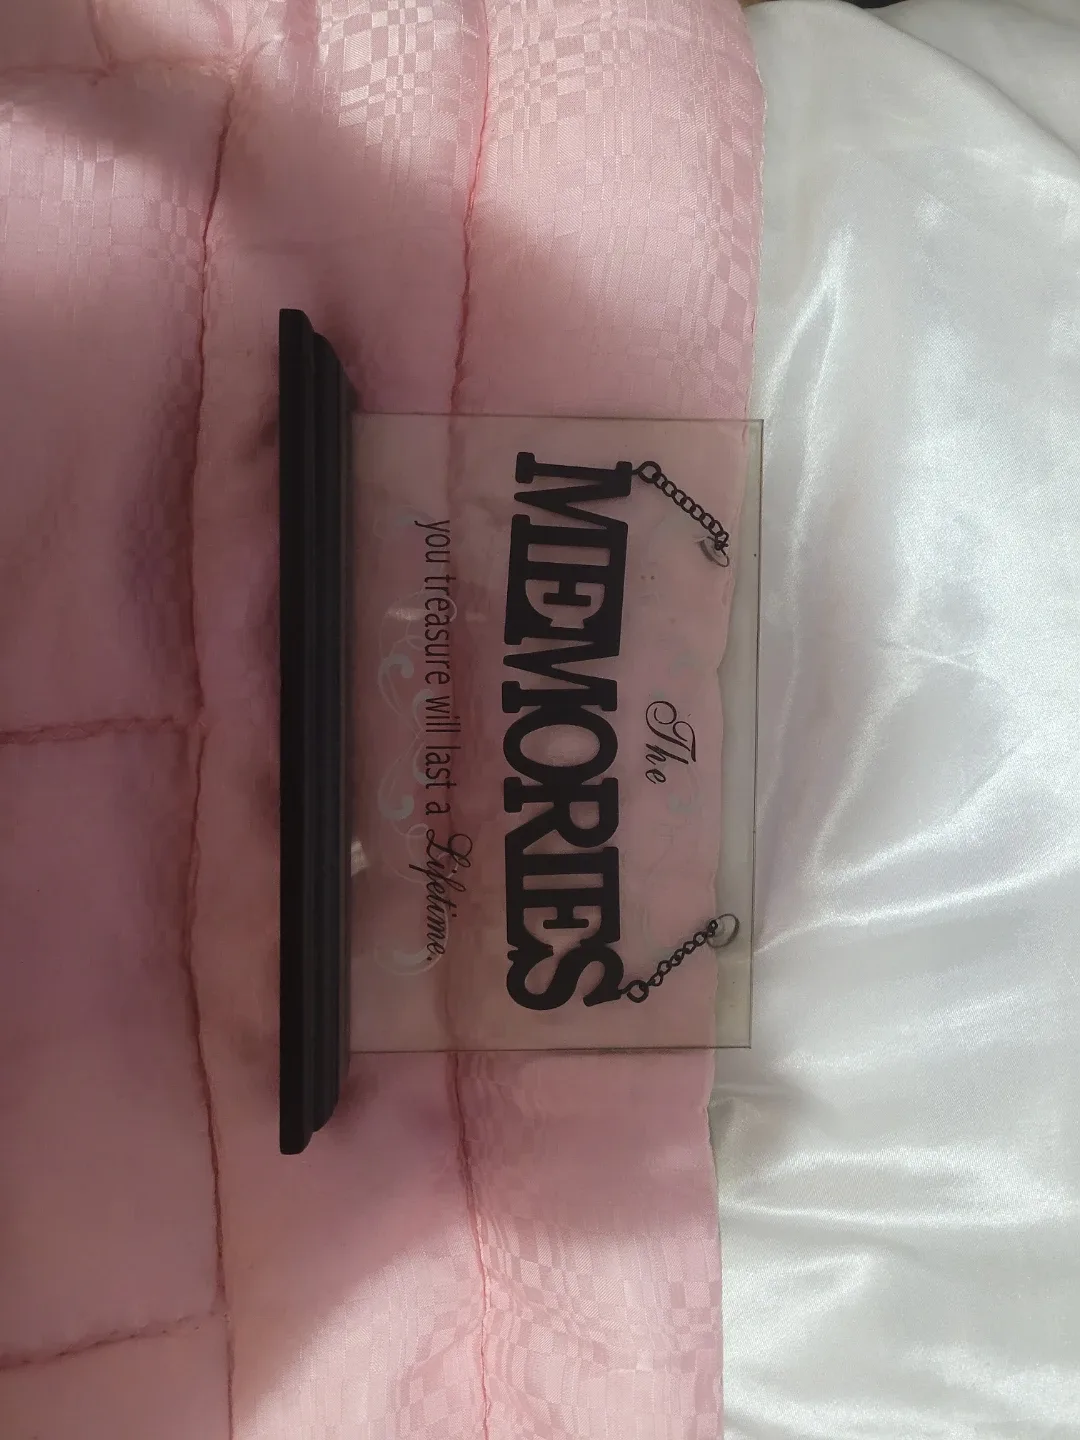 The
MEMORIES
you treasure will last a Lifetime.